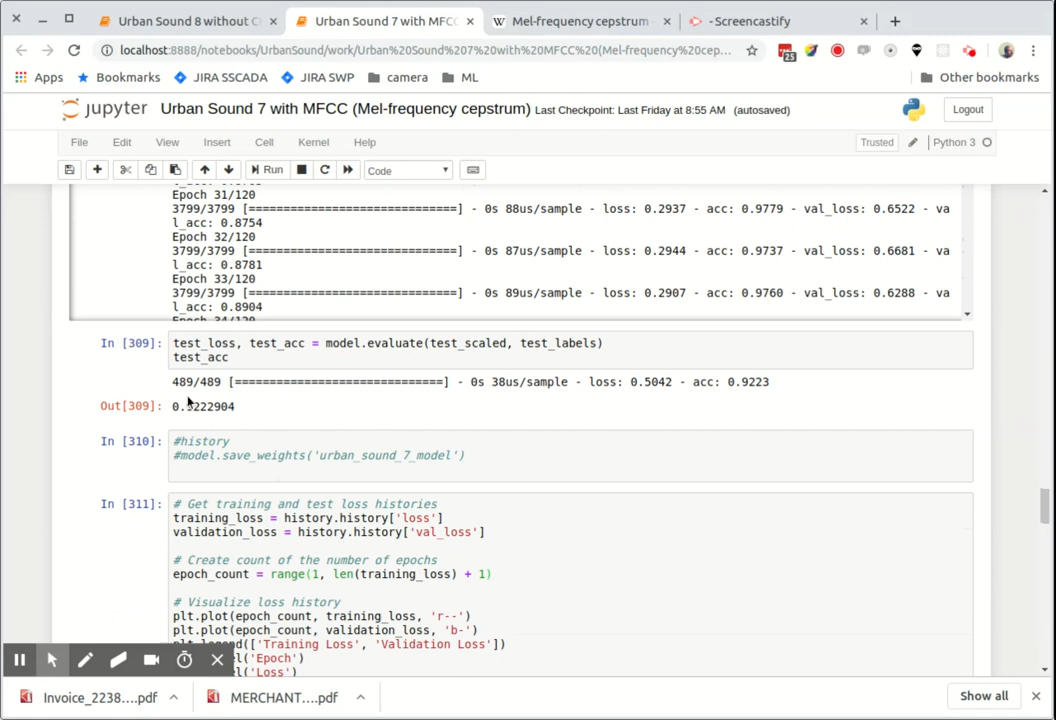 Urban Sound 8 without C
Urban Sound 7 with MFCC
Mel-frequency cepstrum -
- Screencastify
localhost:8888/notebooks/UrbanSound/work/Urban%20Sound%207%20with%20MFCC%20(Mel-frequency%20cep...
25
Apps
Bookmarks
JIRA SSCADA
JIRA SWP
camera
ML
Other bookmarks
jupyter
Urban Sound 7 with MFCC (Mel-frequency cepstrum)
Last Checkpoint: Last Friday at 8:55 AM (autosaved)
Logout
File Edit View Insert Cell Kernel Help
Trusted
Python 3
Run
Code
Epoch 31/120
3799/3799 [==============================] - 0s 88us/sample - loss: 0.2937 - acc: 0.9779 - val_loss: 0.6522 - va
l_acc: 0.8754
Epoch 32/120
3799/3799 [==============================] - 0s 87us/sample - loss: 0.2944 - acc: 0.9737 - val_loss: 0.6681 - va
l_acc: 0.8781
Epoch 33/120
3799/3799 [==============================] - 0s 89us/sample - loss: 0.2907 - acc: 0.9760 - val_loss: 0.6288 - va
l_acc: 0.8904
Epoch 34/120
In [309]:
test_loss, test_acc = model.evaluate(test_scaled, test_labels)
test_acc
489/489 [==============================] - 0s 38us/sample - loss: 0.5042 - acc: 0.9223
Out[309]: 0.9222904
In [310]:
#history
#model.save_weights('urban_sound_7_model')
In [311]:
# Get training and test loss histories
training_loss = history.history['loss']
validation_loss = history.history['val_loss']
# Create count of the number of epochs
epoch_count = range(1, len(training_loss) + 1)
# Visualize loss history
plt.plot(epoch_count, training_loss, 'r--')
plt.plot(epoch_count, validation_loss, 'b-')
plt.legend(['Training Loss', 'Validation Loss'])
el('Epoch')
el('Loss')
Invoice_2238....pdf
MERCHANT....pdf
Show all